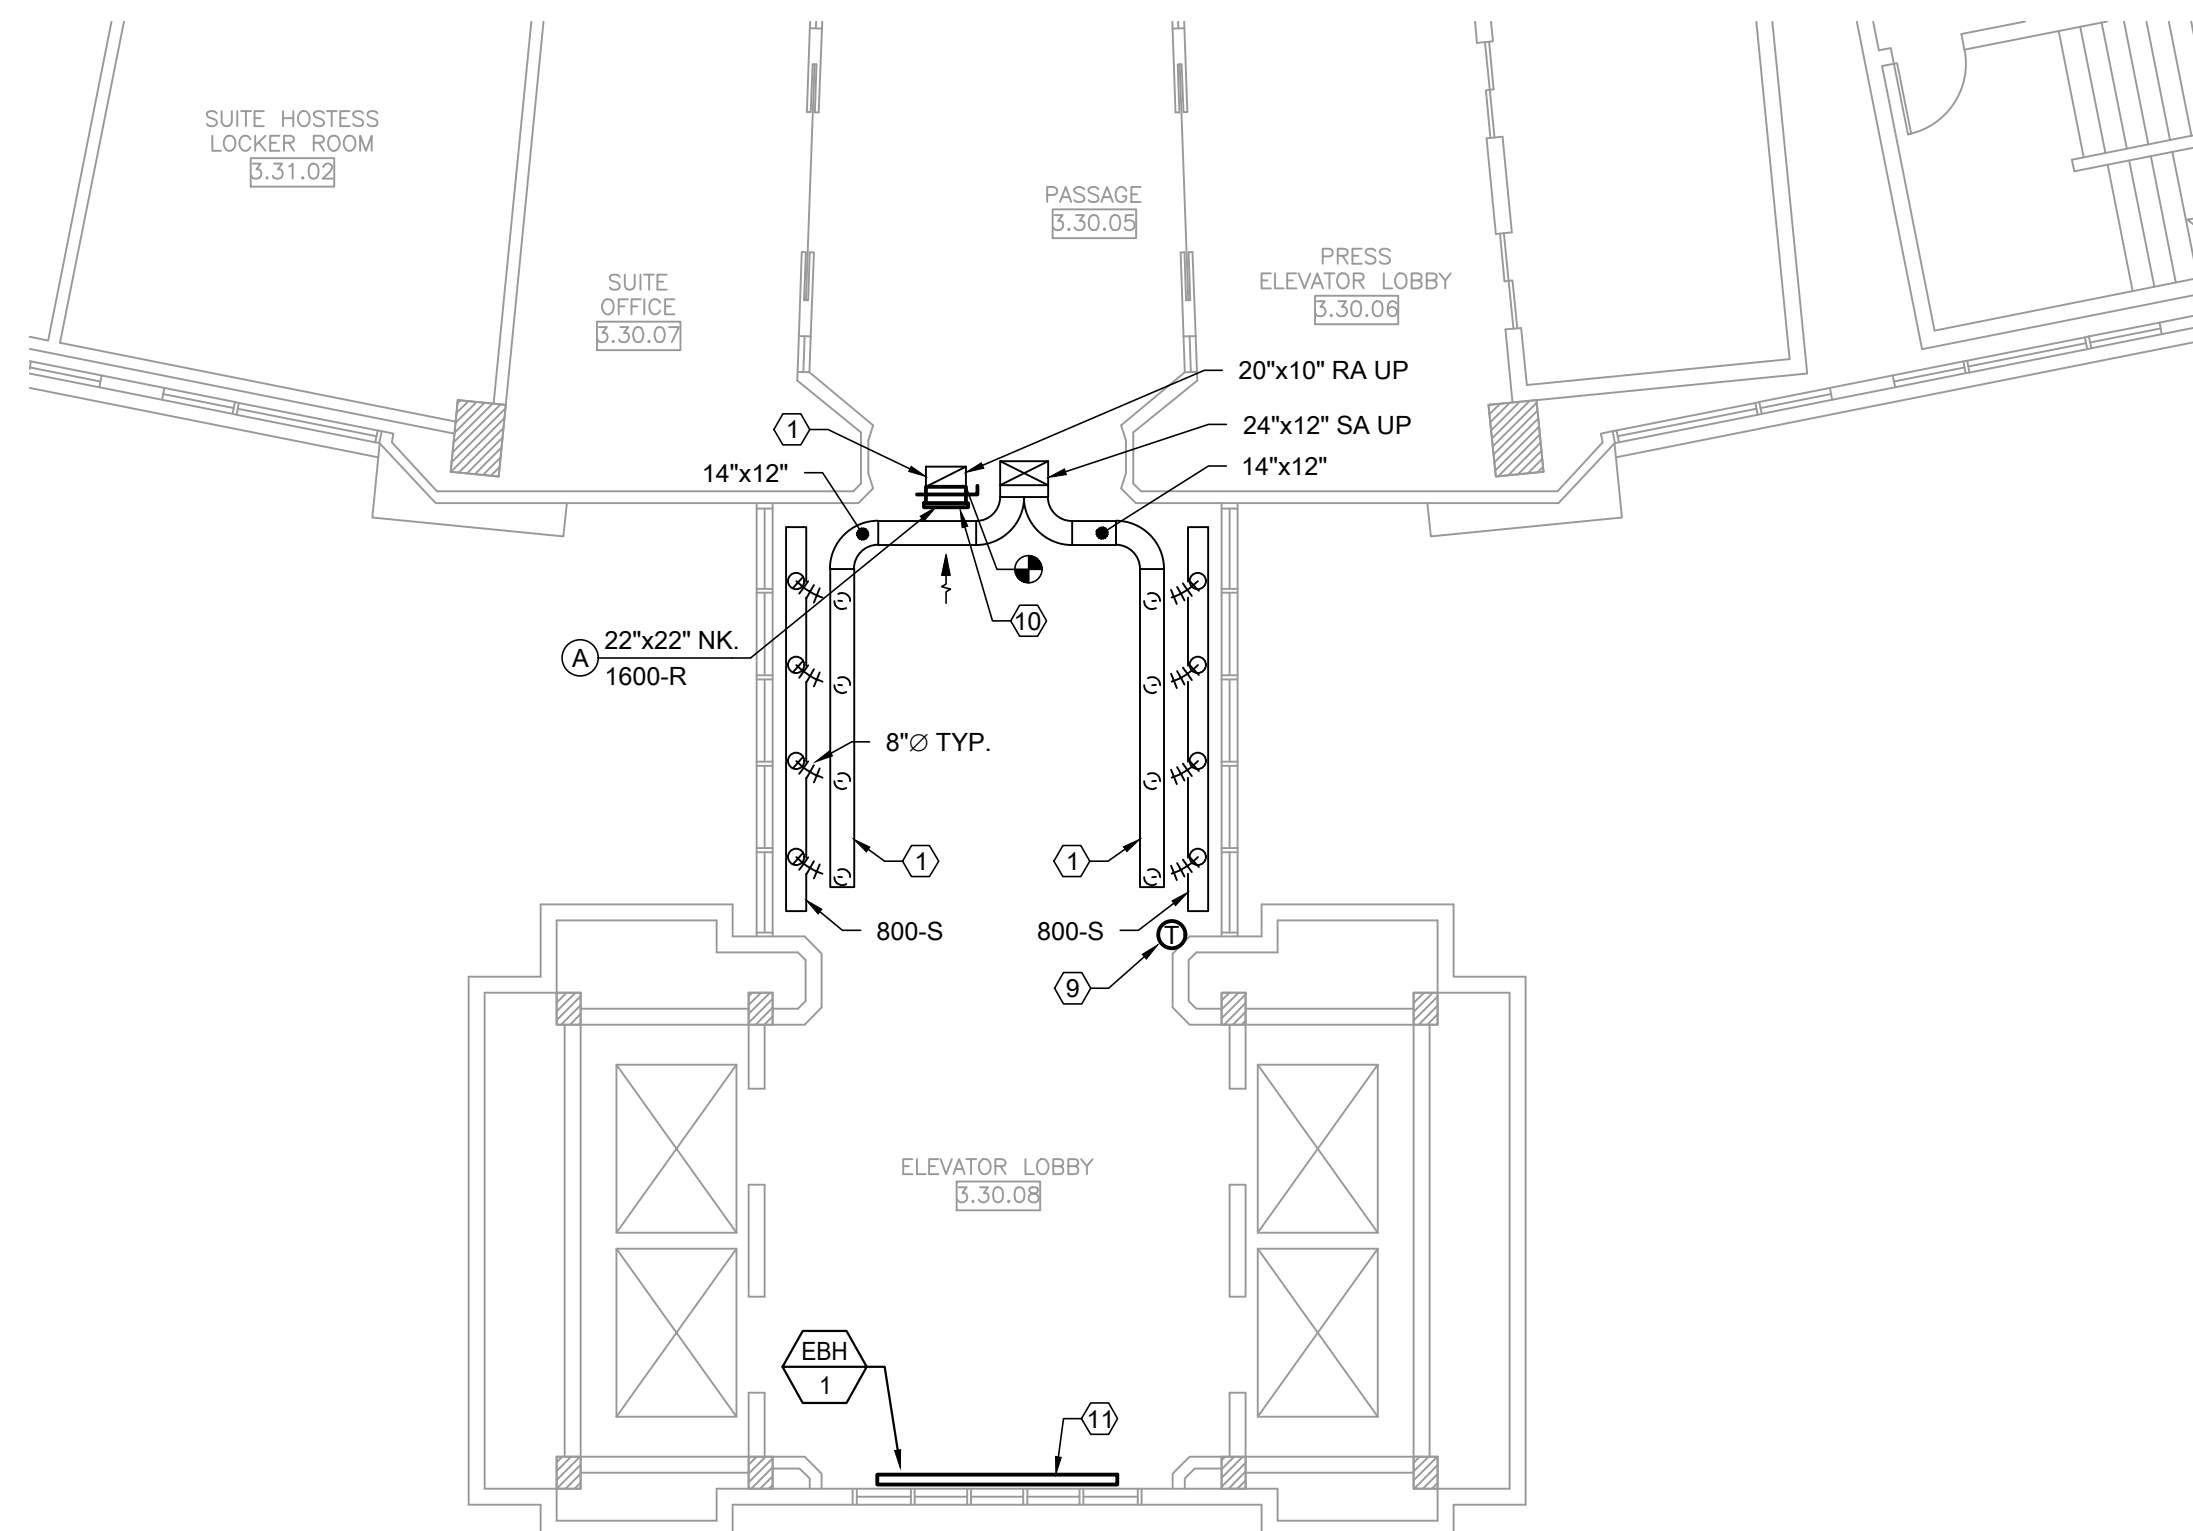 SUITE HOSTESS
LOCKER ROOM
3.31.02
PASSAGE
3.30.05
SUITE
OFFICE
3.30.07
PRESS
ELEVATOR LOBBY
3.30.06
20"x10" RA UP
1
24"x12" SA UP
14"x12"
14"x12"
10
A
22"x22" NK.
1600-R
8"∅ TYP.
1
1
800-S
800-S
T
9
ELEVATOR LOBBY
3.30.08
EBH
1
11